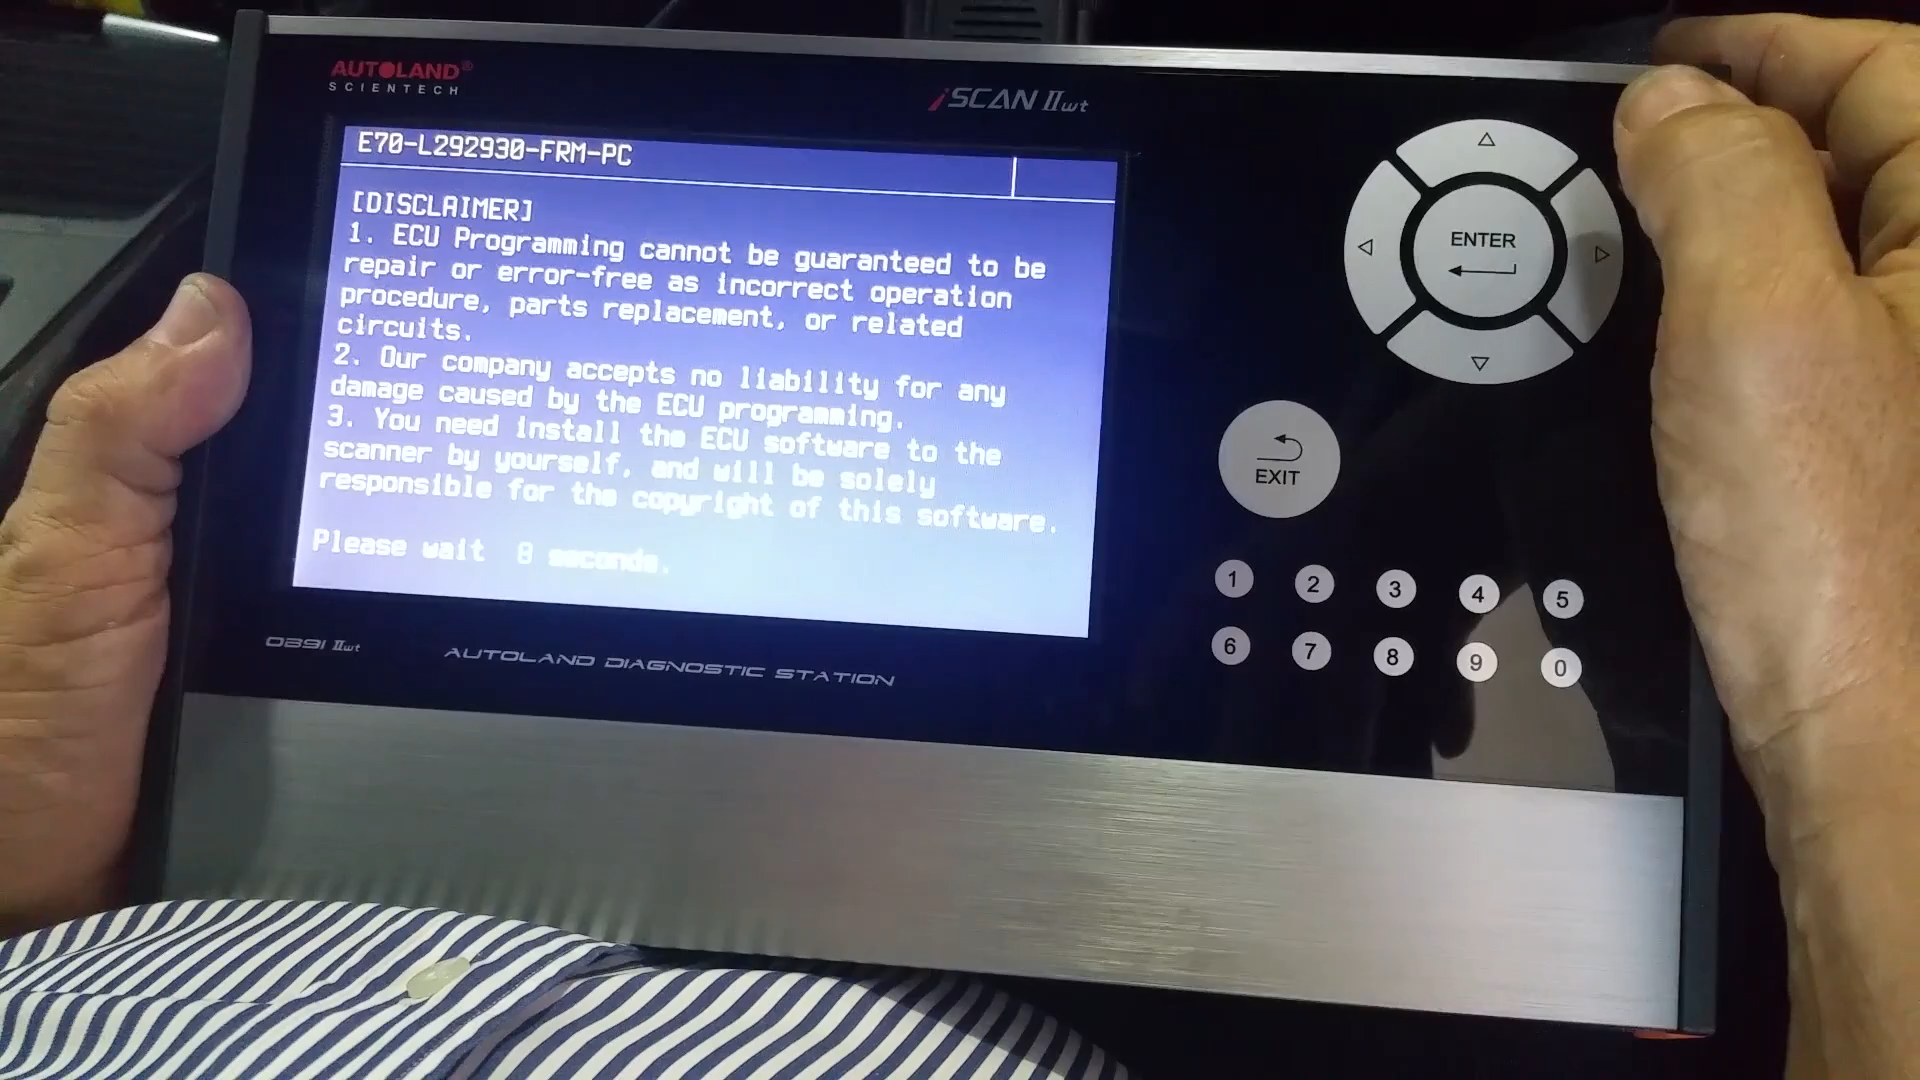 AUTOLAND®
SCIENTECH
iSCAN IIwt
E70-L292930-FRM-PC
[DISCLAIMER]
1. ECU Programming cannot be guaranteed to be
repair or error-free as incorrect operation
procedure, parts replacement, or related
circuits.
2. Our company accepts no liability for any
damage caused by the ECU programming.
3. You need install the ECU software to the
scanner by yourself, and will be solely
responsible for the copyright of this software.
Please wait 8 seconds.
ENTER
EXIT
1 2 3 4 5
6 7 8 9 0
AUTOLAND DIAGNOSTIC STATION